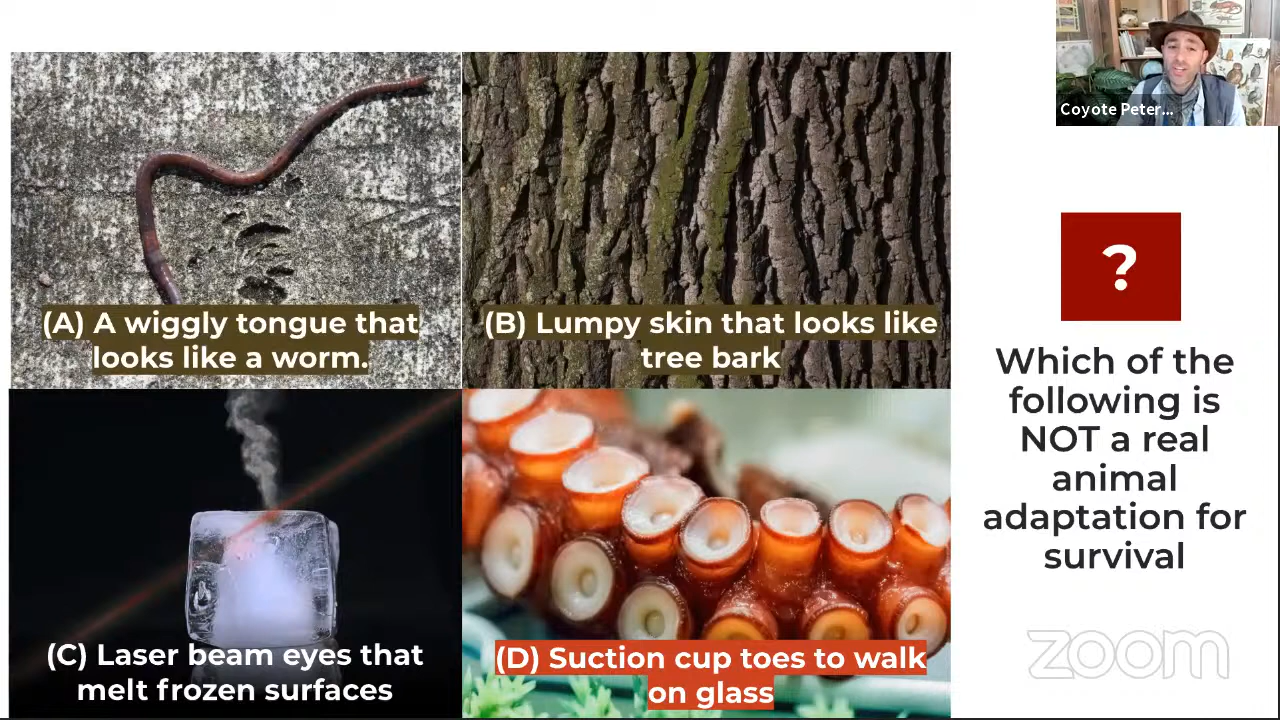 Coyote Peter...
(A) A wiggly tongue that
looks like a worm.
(B) Lumpy skin that looks like
tree bark
(C) Laser beam eyes that
melt frozen surfaces
(D) Suction cup toes to walk
on glass
?
Which of the
following is
NOT a real
animal
adaptation for
survival
zoom